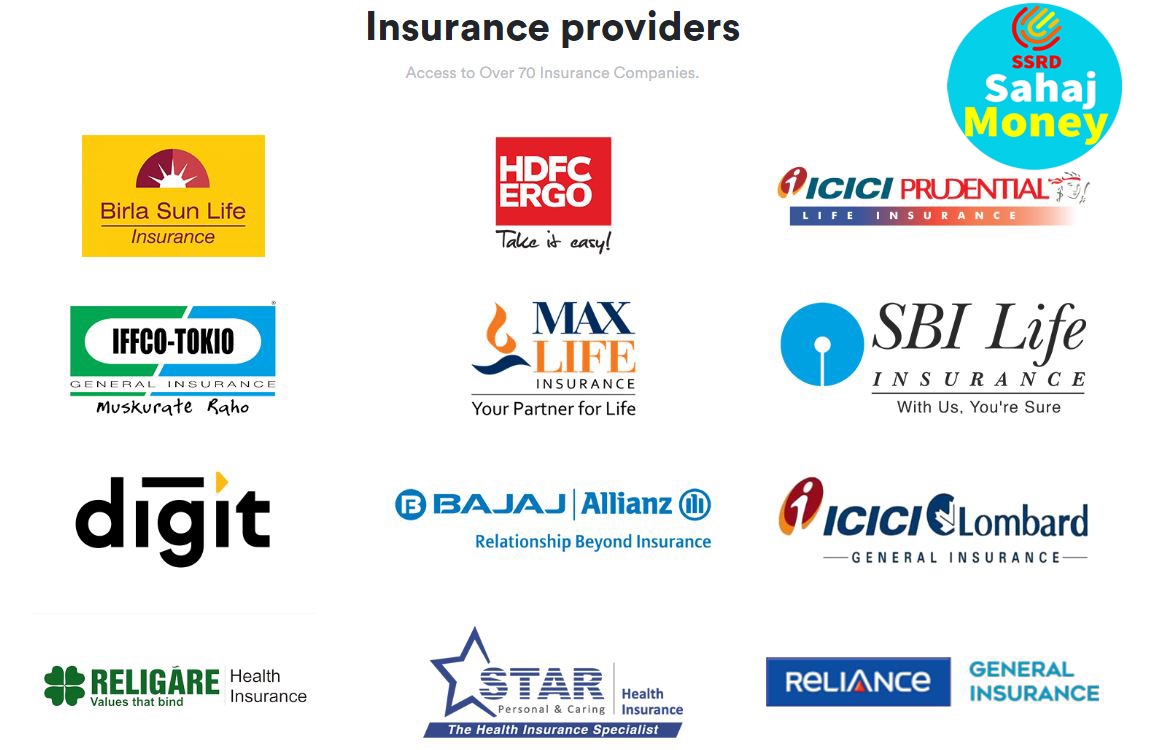 Insurance providers
Access to Over 70 Insurance Companies.
SSRD
Sahaj
Money
Birla Sun Life
Insurance
HDFC
ERGO
Take it easy!
ICICI PRUDENTIAL
LIFE INSURANCE
IFFCO-TOKIO
GENERAL INSURANCE
Muskurate Raho
MAX
LIFE
INSURANCE
Your Partner for Life
SBI Life
INSURANCE
With Us, You're Sure
digit
BAJAJ Allianz
Relationship Beyond Insurance
ICICI Lombard
GENERAL INSURANCE
RELIGÁRE
Values that bind
Health
Insurance
STAR
Personal & Caring
Health
Insurance
The Health Insurance Specialist
RELIANCE
GENERAL
INSURANCE